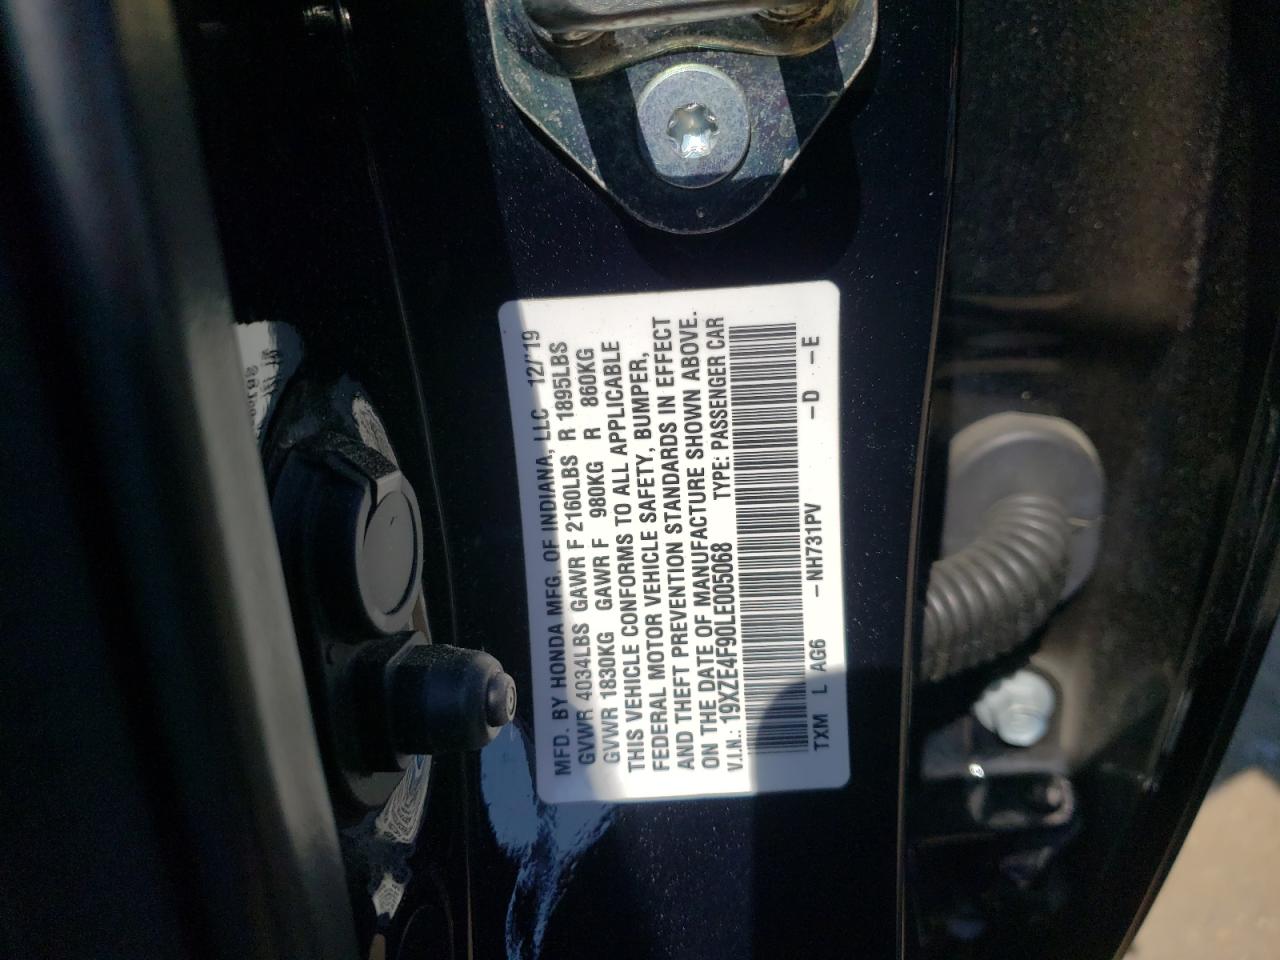 MFD. BY HONDA MFG. OF INDIANA, LLC 12/'19
GVWR 4034LBS GAWR F 2160LBS R 1895LBS
GVWR 1830KG GAWR F 980KG R 860KG
THIS VEHICLE CONFORMS TO ALL APPLICABLE
FEDERAL MOTOR VEHICLE SAFETY, BUMPER,
AND THEFT PREVENTION STANDARDS IN EFFECT
ON THE DATE OF MANUFACTURE SHOWN ABOVE.
V.I.N.: 19XZE4F90LE005068 TYPE: PASSENGER CAR
TXM L AG6 - NH731PV - D - E